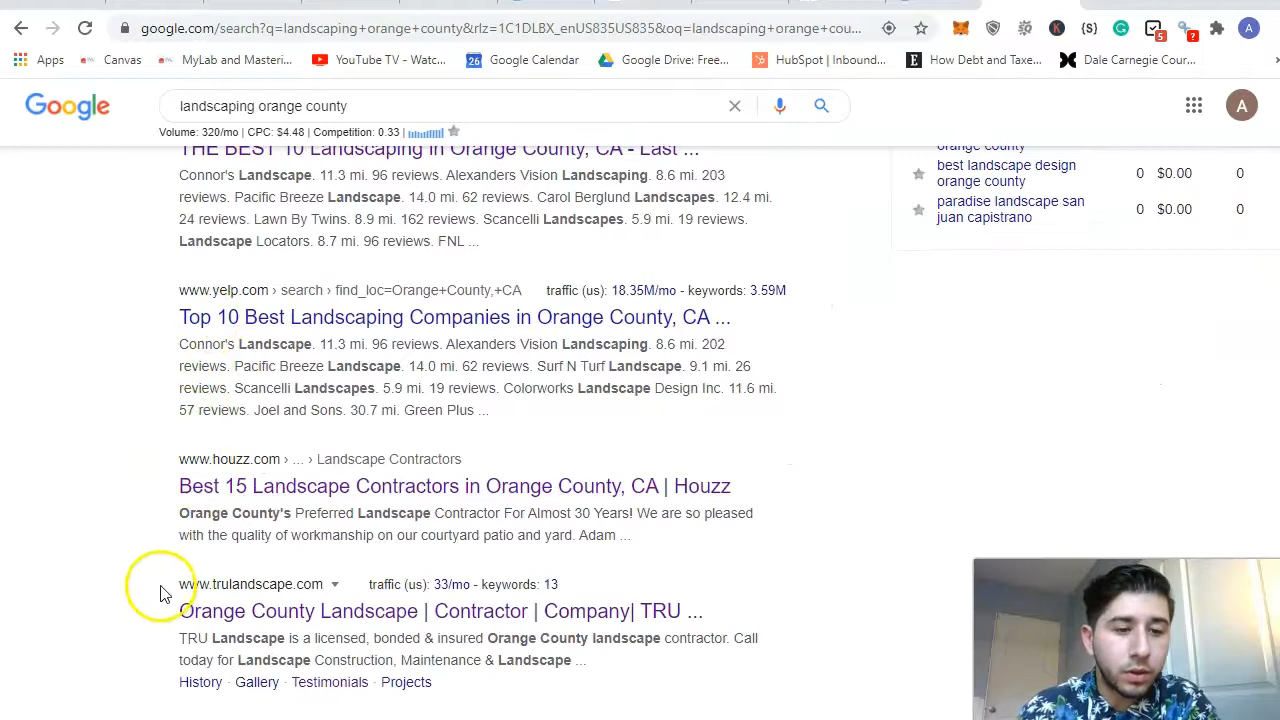 google.com/search?q=landscaping+orange+county&rlz=1C1DLBX_enUS835US835&oq=landscaping+orange+cou...
A
Apps
Canvas
MyLand and Masteri...
YouTube TV - Watc...
26
Google Calendar
Google Drive: Free...
HubSpot | Inbound...
E
How Debt and Taxe...
Dale Carnegie Cour...
Google
landscaping orange county
A
Volume: 320/mo | CPC: $4.48 | Competition: 0.33 |
THE BEST 10 Landscaping in Orange County, CA - Last ...
Connor's Landscape. 11.3 mi. 96 reviews. Alexanders Vision Landscaping. 8.6 mi. 203
reviews. Pacific Breeze Landscape. 14.0 mi. 62 reviews. Carol Berglund Landscapes. 12.4 mi.
24 reviews. Lawn By Twins. 8.9 mi. 162 reviews. Scancelli Landscapes. 5.9 mi. 19 reviews.
Landscape Locators. 8.7 mi. 96 reviews. FNL ...
www.yelp.com › search › find_loc=Orange+County,+CA traffic (us): 18.35M/mo - keywords: 3.59M
Top 10 Best Landscaping Companies in Orange County, CA ...
Connor's Landscape. 11.3 mi. 96 reviews. Alexanders Vision Landscaping. 8.6 mi. 202
reviews. Pacific Breeze Landscape. 14.0 mi. 62 reviews. Surf N Turf Landscape. 9.1 mi. 26
reviews. Scancelli Landscapes. 5.9 mi. 19 reviews. Colorworks Landscape Design Inc. 11.6 mi.
57 reviews. Joel and Sons. 30.7 mi. Green Plus ...
www.houzz.com › ... › Landscape Contractors
Best 15 Landscape Contractors in Orange County, CA | Houzz
Orange County's Preferred Landscape Contractor For Almost 30 Years! We are so pleased
with the quality of workmanship on our courtyard patio and yard. Adam ...
www.trulandscape.com traffic (us): 33/mo - keywords: 13
Orange County Landscape | Contractor | Company| TRU ...
TRU Landscape is a licensed, bonded & insured Orange County landscape contractor. Call
today for Landscape Construction, Maintenance & Landscape ...
History · Gallery · Testimonials · Projects
orange county
best landscape design
orange county
0 $0.00 0
paradise landscape san
juan capistrano
0 $0.00 0